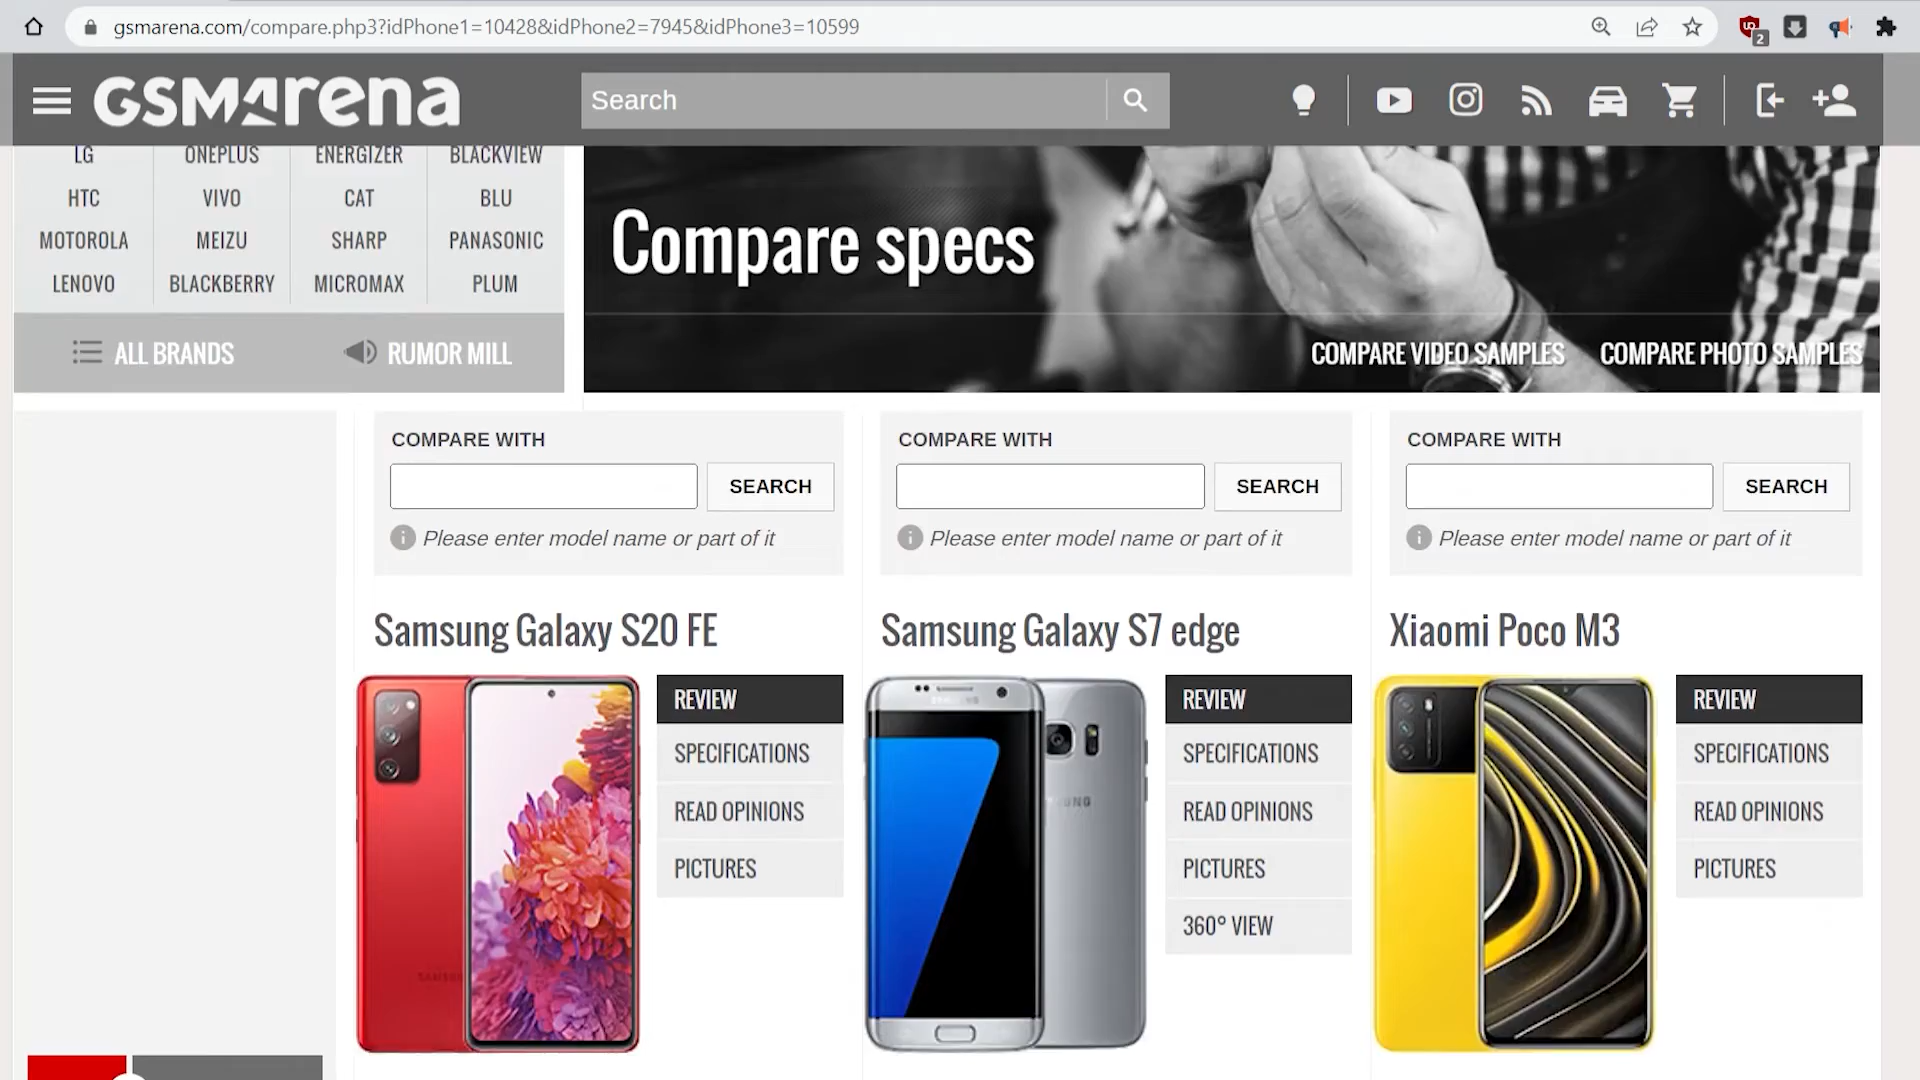 gsmarena.com/compare.php3?idPhone1=10428&idPhone2=7945&idPhone3=10599
2
GSMArena
Search
LG ONEPLUS ENERGIZER BLACKVIEW
HTC VIVO CAT BLU
MOTOROLA MEIZU SHARP PANASONIC
LENOVO BLACKBERRY MICROMAX PLUM
ALL BRANDS RUMOR MILL
Compare specs
COMPARE VIDEO SAMPLES COMPARE PHOTO SAMPLES
COMPARE WITH
SEARCH
Please enter model name or part of it
COMPARE WITH
SEARCH
Please enter model name or part of it
COMPARE WITH
SEARCH
Please enter model name or part of it
Samsung Galaxy S20 FE
REVIEW
SPECIFICATIONS
READ OPINIONS
PICTURES
Samsung Galaxy S7 edge
REVIEW
SPECIFICATIONS
READ OPINIONS
PICTURES
360° VIEW
Xiaomi Poco M3
REVIEW
SPECIFICATIONS
READ OPINIONS
PICTURES